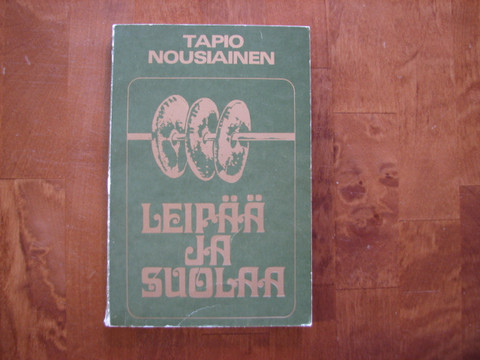 TAPIO
NOUSIAINEN
LEIPÄÄ
JA
SUOLAA